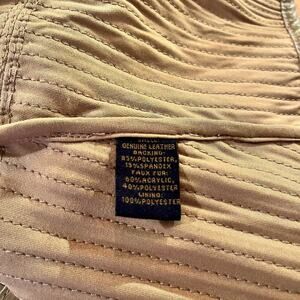 GENUINE LEATHER
BACKING:
85%POLYESTER,
15%SPANDEX
FAUX FUR:
60%ACRYLIC,
40%POLYESTER
LINING:
100%POLYESTER